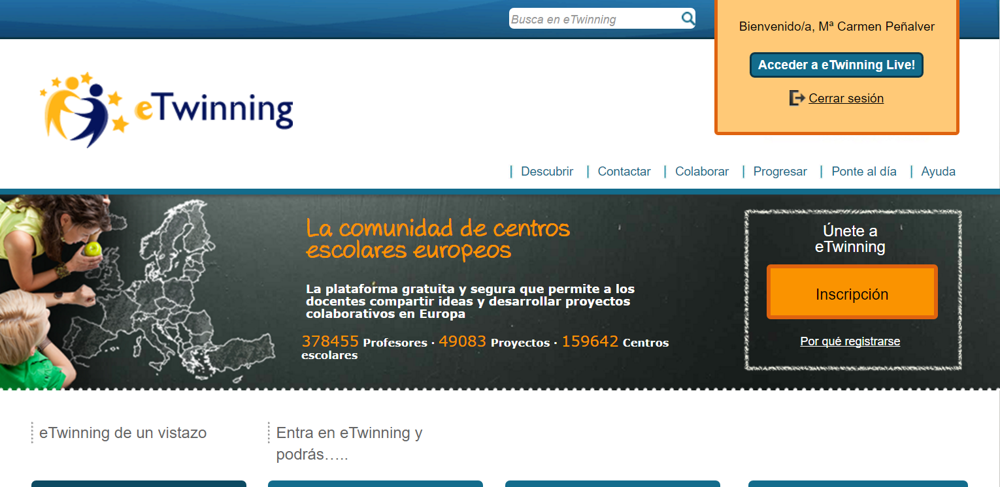 Busca en eTwinning
Bienvenido/a, Mª Carmen Peñalver
Acceder a eTwinning Live!
Cerrar sesión
eTwinning
Descubrir
Contactar
Colaborar
Progresar
Ponte al día
Ayuda
La comunidad de centros
escolares europeos
La plataforma gratuita y segura que permite a los
docentes compartir ideas y desarrollar proyectos
colaborativos en Europa
378455 Profesores · 49083 Proyectos · 159642 Centros
escolares
Únete a
eTwinning
Inscripción
Por qué registrarse
eTwinning de un vistazo
Entra en eTwinning y
podrás.....